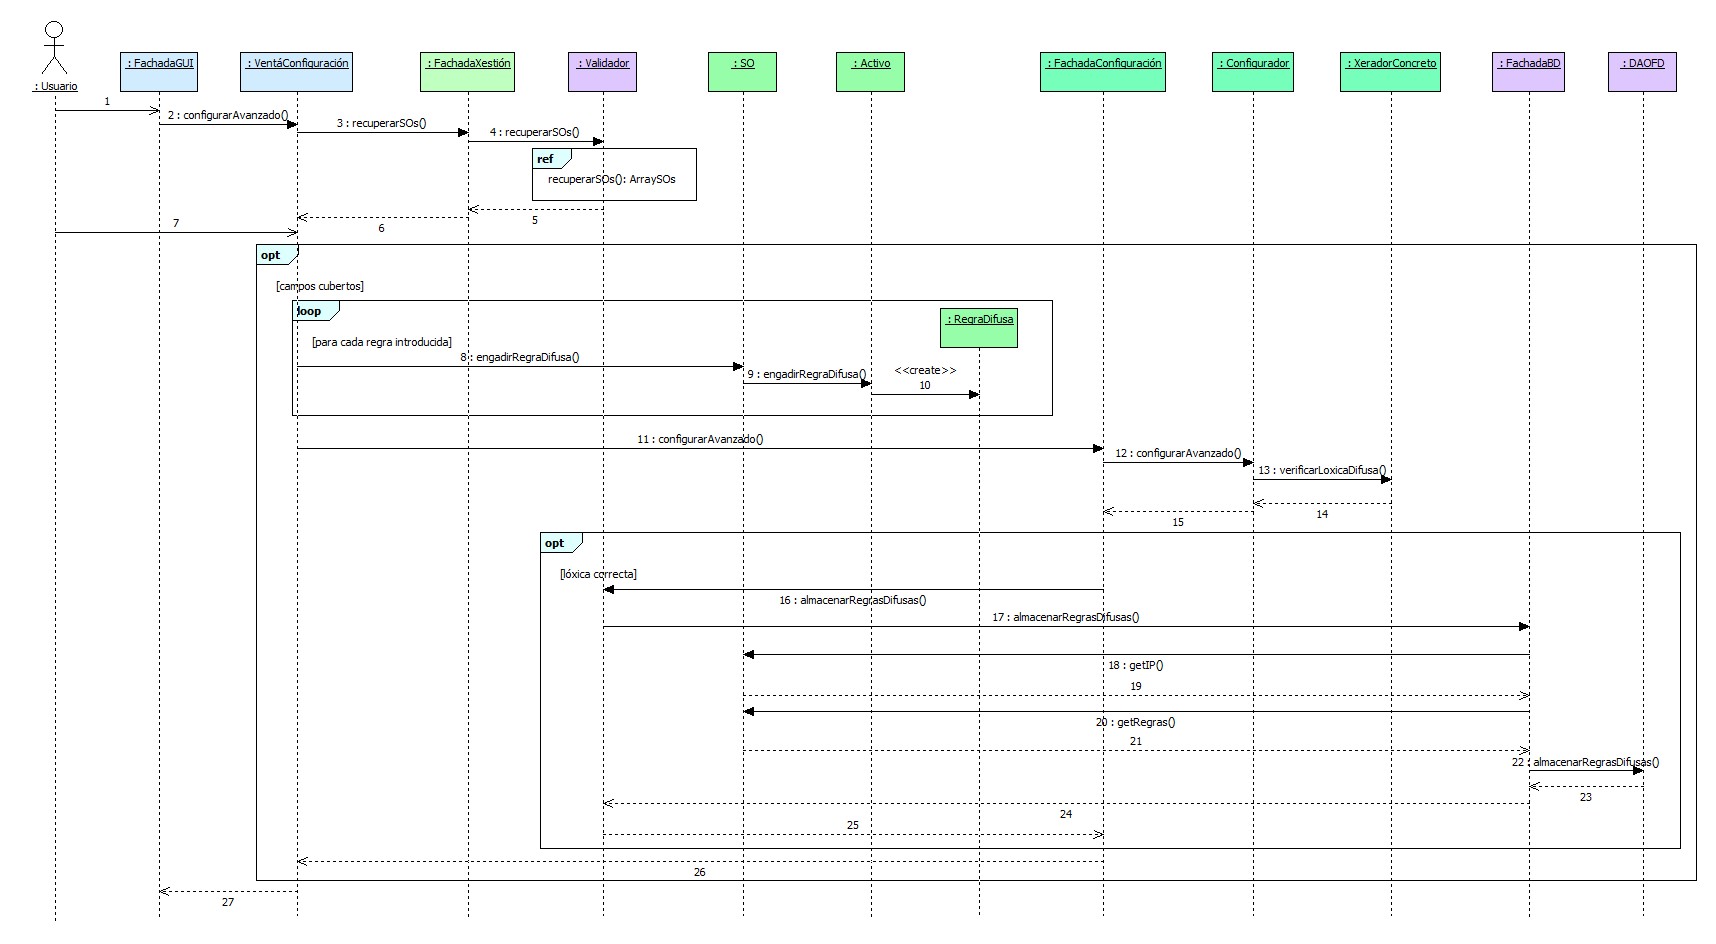 : Usuario
: FachadaGUI
: VentáConfiguración
: FachadaXestión
: Validador
: SO
: Activo
: FachadaConfiguración
: Configurador
: XeradorConcreto
: FachadaBD
: DAOFD
1
2 : configurarAvanzado()
3 : recuperarSOs()
4 : recuperarSOs()
ref
recuperarSOs(): ArraySOs
5
6
7
opt
[campos cubertos]
loop
: RegraDifusa
[para cada regra introducida]
8 : engadirRegraDifusa()
9 : engadirRegraDifusa()
<<create>>
10
11 : configurarAvanzado()
12 : configurarAvanzado()
13 : verificarLoxicaDifusa()
14
15
opt
[lóxica correcta]
16 : almacenarRegrasDifusas()
17 : almacenarRegrasDifusas()
18 : getIP()
19
20 : getRegras()
21
22 : almacenarRegrasDifusas()
23
24
25
26
27